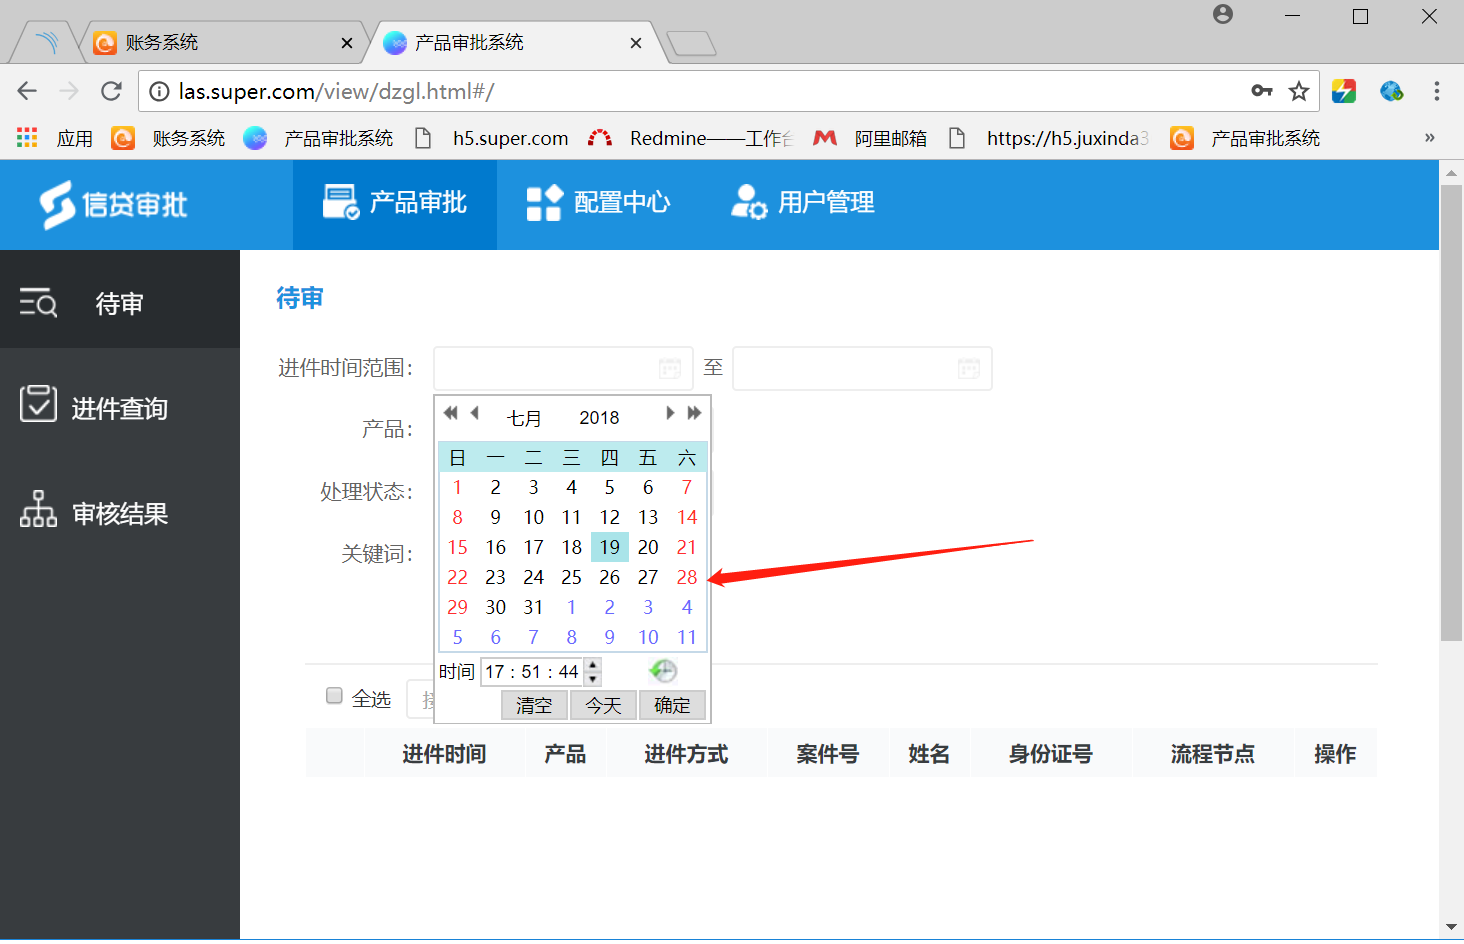 账务系统
产品审批系统
las.super.com/view/dzgl.html#/
应用
账务系统
产品审批系统
h5.super.com
Redmine——工作台
阿里邮箱
https://h5.juxinda3
产品审批系统
»
信贷审批
产品审批
配置中心
用户管理
待审
进件查询
审核结果
待审
进件时间范围：
至
产品：
处理状态：
关键词：
七月 2018
日 一 二 三 四 五 六
1 2 3 4 5 6 7
8 9 10 11 12 13 14
15 16 17 18 19 20 21
22 23 24 25 26 27 28
29 30 31 1 2 3 4
5 6 7 8 9 10 11
时间 17 : 51 : 44
清空 今天 确定
全选
进件时间 产品 进件方式 案件号 姓名 身份证号 流程节点 操作